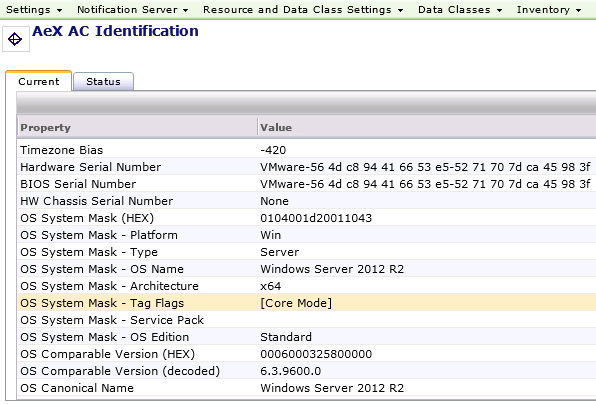 Settings Notification Server Resource and Data Class Settings Data Classes Inventory
AeX AC Identification
Current Status
Property Value
Timezone Bias -420
Hardware Serial Number VMware-56 4d c8 94 41 66 53 e5-52 71 70 7d ca 45 98 3f
BIOS Serial Number VMware-56 4d c8 94 41 66 53 e5-52 71 70 7d ca 45 98 3f
HW Chassis Serial Number None
OS System Mask (HEX) 0104001d20011043
OS System Mask - Platform Win
OS System Mask - Type Server
OS System Mask - OS Name Windows Server 2012 R2
OS System Mask - Architecture x64
OS System Mask - Tag Flags [Core Mode]
OS System Mask - Service Pack
OS System Mask - OS Edition Standard
OS Comparable Version (HEX) 0006000325800000
OS Comparable Version (decoded) 6.3.9600.0
OS Canonical Name Windows Server 2012 R2